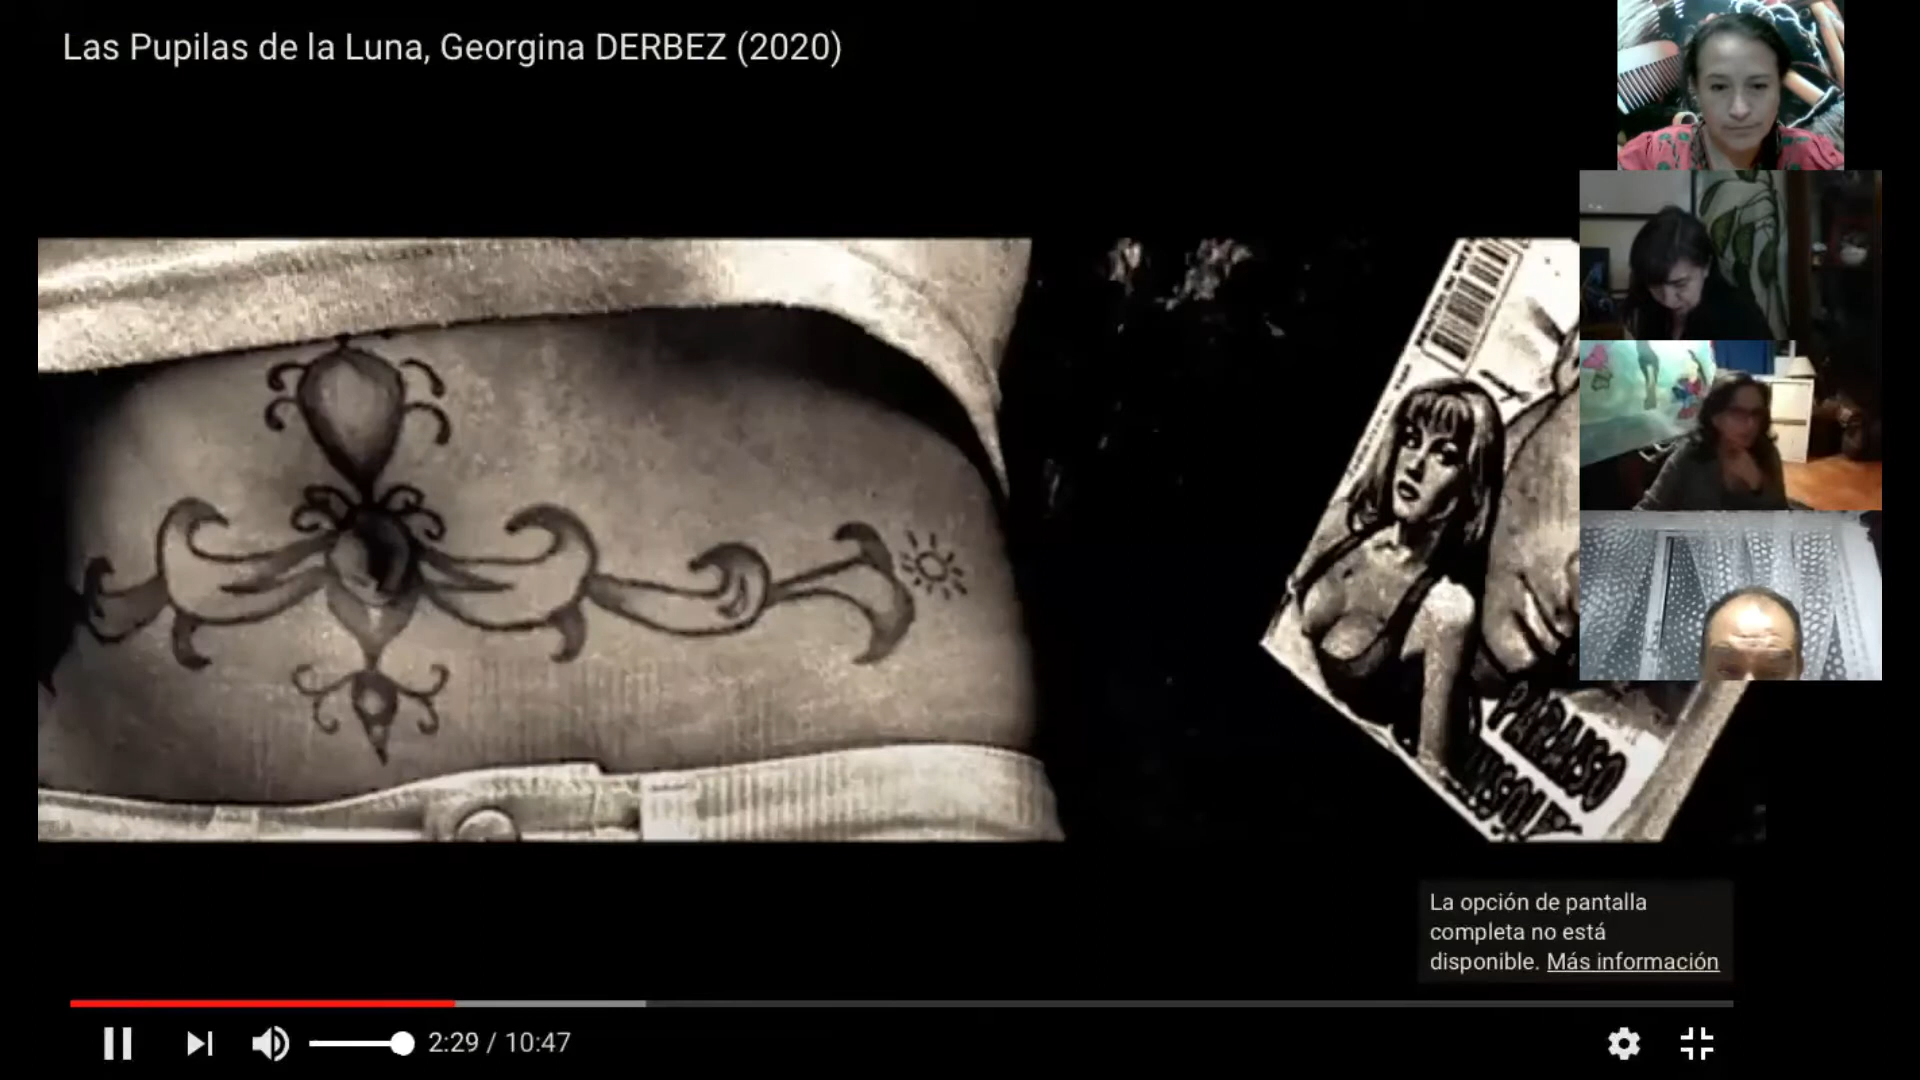 Las Pupilas de la Luna, Georgina DERBEZ (2020)
PARAISO
La opción de pantalla
completa no está
disponible. Más información
2:29 / 10:47